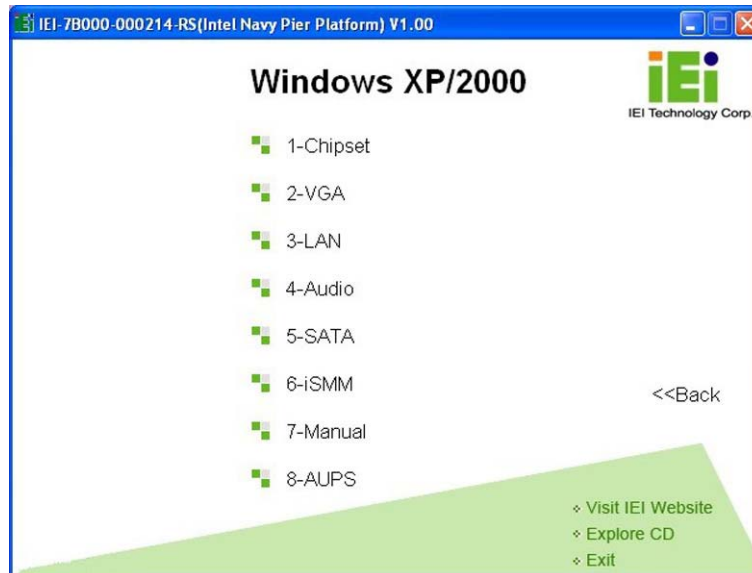 IEI-7B000-000214-RS(Intel Navy Pier Platform) V1.00
Windows XP/2000
iEi
IEI Technology Corp.
1-Chipset
2-VGA
3-LAN
4-Audio
5-SATA
6-iSMM
<<Back
7-Manual
8-AUPS
Visit IEI Website
Explore CD
Exit